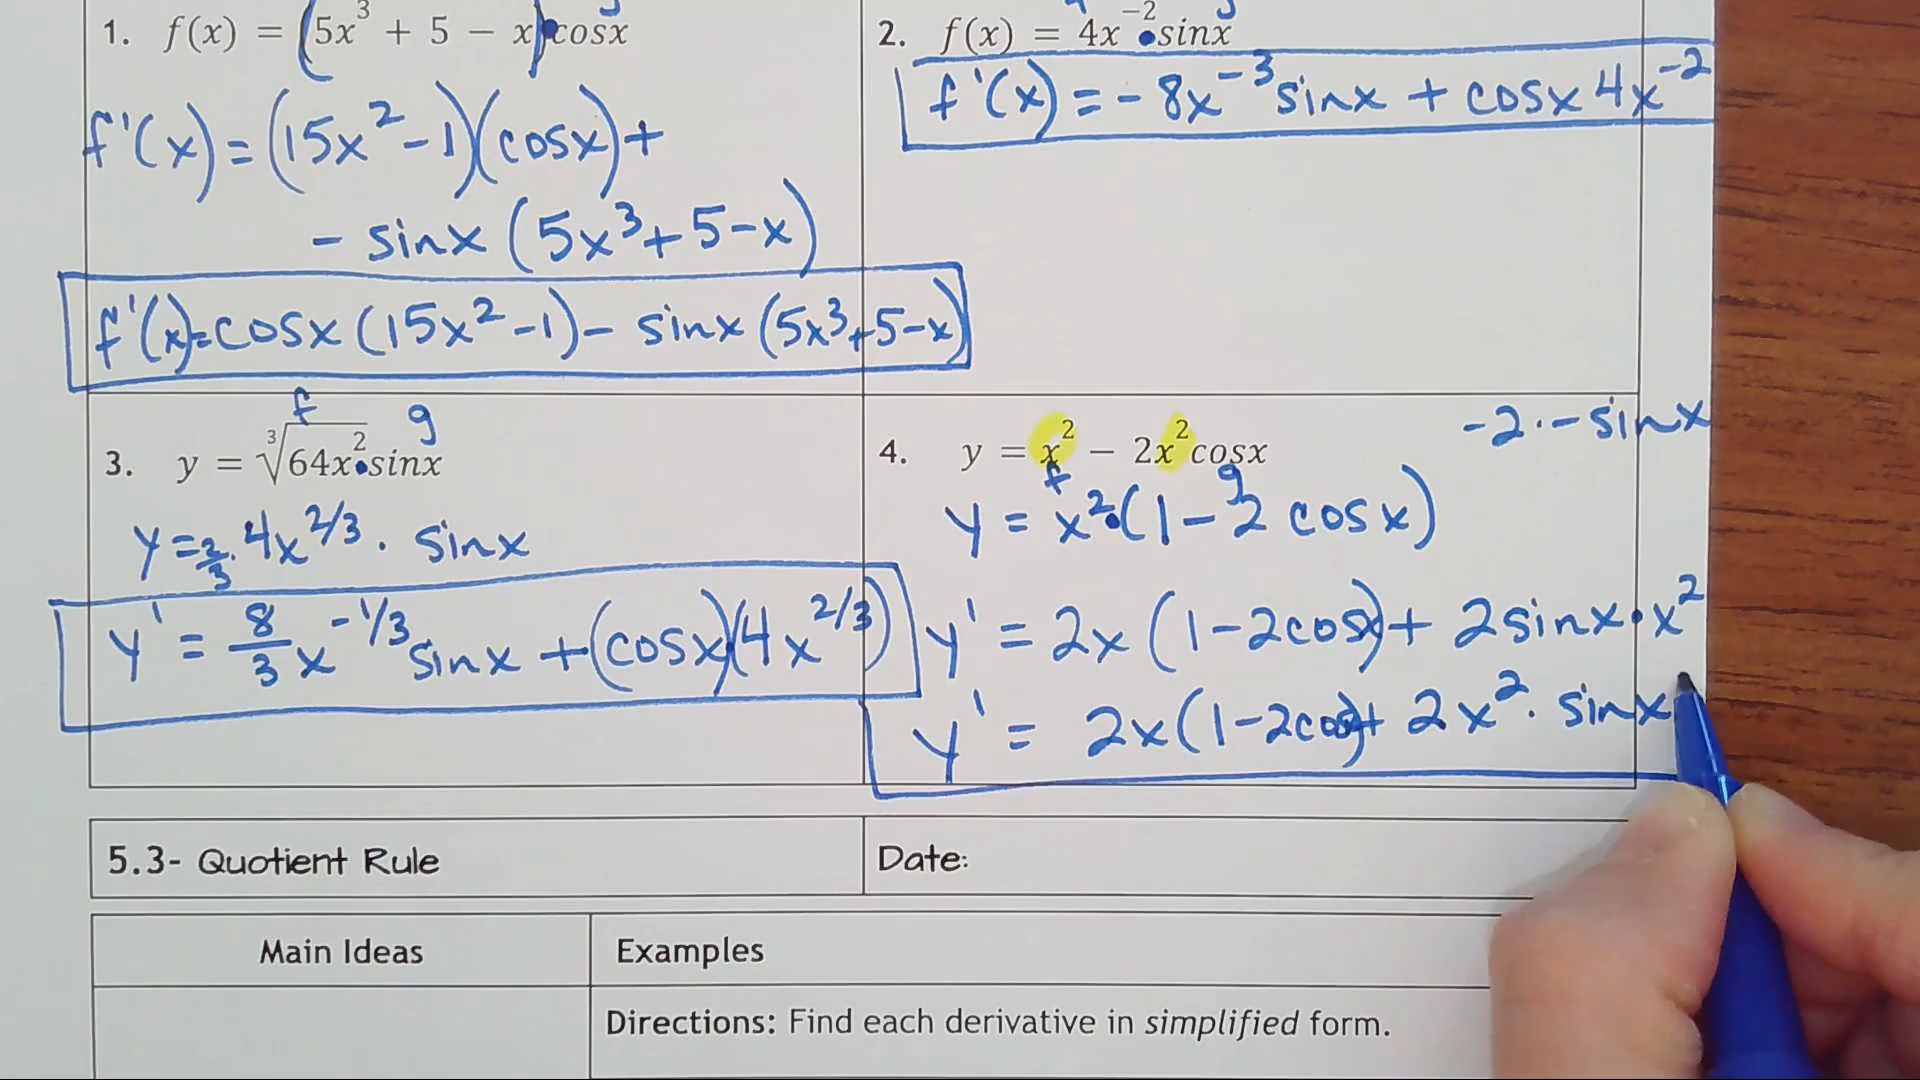 1. f(x) = (5x³ + 5 − x)•cosx
f'(x) = (15x² − 1)(cosx) +
− sinx (5x³ + 5 − x)
f'(x) = cosx (15x² − 1) − sinx (5x³ + 5 − x)
2. f(x) = 4x⁻² • sinx
f'(x) = − 8x⁻³ sinx + cosx 4x⁻²
f g
3. y = ∛64x² • sinx
y = 2/3 · 4x^2/3 · sinx
y' = 8/3 x^-1/3 sinx + (cosx)(4x^2/3)
-2 · - sinx
4. y = x² − 2x²cosx
f g
y = x² • (1 − 2 cosx)
y' = 2x (1 − 2cosx) + 2sinx • x²
y' = 2x (1 − 2cosx) + 2x² · sinx
5.3- Quotient Rule
Date:
Main Ideas
Examples
Directions: Find each derivative in simplified form.